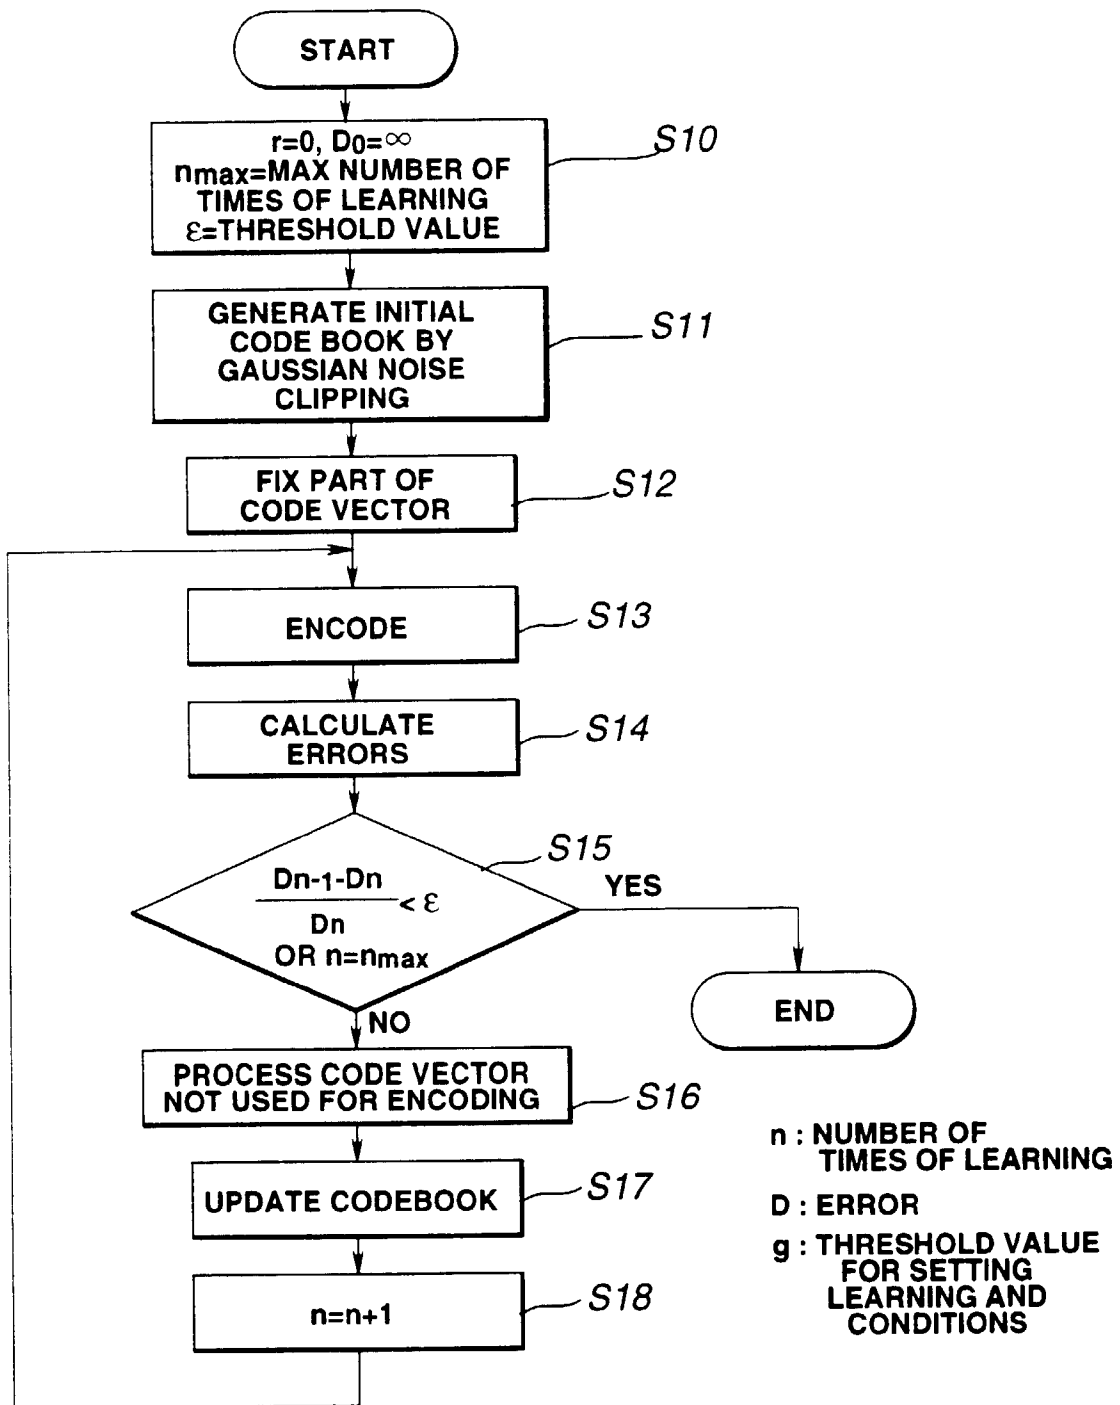 START
r=0, D0=∞
nmax=MAX NUMBER OF
TIMES OF LEARNING
ε=THRESHOLD VALUE
S10
GENERATE INITIAL
CODE BOOK BY
GAUSSIAN NOISE
CLIPPING
S11
FIX PART OF
CODE VECTOR
S12
ENCODE
S13
CALCULATE
ERRORS
S14
S15
Dn-1-Dn
< ε
Dn
OR n=nmax
YES
END
NO
PROCESS CODE VECTOR
NOT USED FOR ENCODING
S16
UPDATE CODEBOOK
S17
n=n+1
S18
n : NUMBER OF
TIMES OF LEARNING
D : ERROR
g : THRESHOLD VALUE
FOR SETTING
LEARNING AND
CONDITIONS